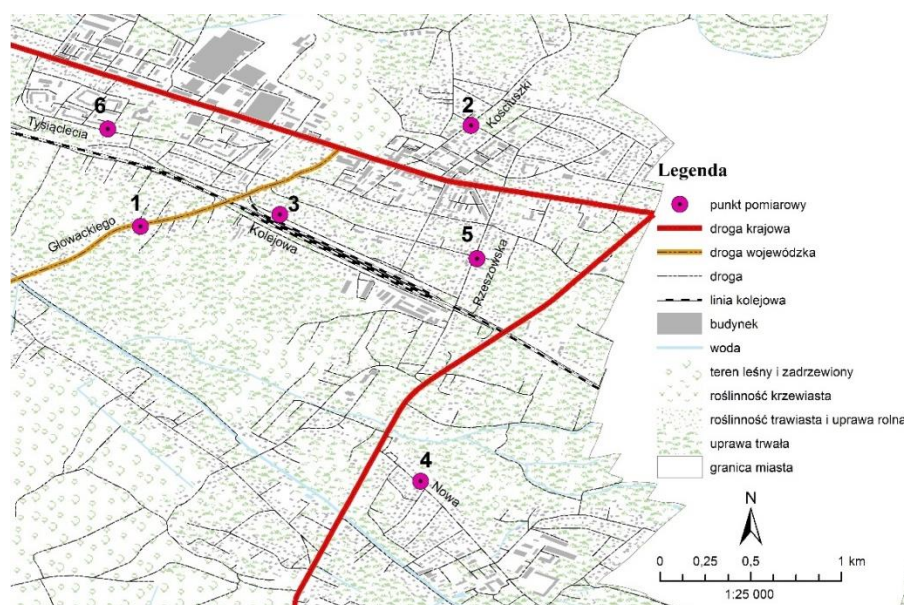 6
Tysiąclecia
2
Kościuszki
1
Głowackiego
3
Kolejowa
5
Rzeszowska
4
Nowa
Legenda
punkt pomiarowy
droga krajowa
droga wojewódzka
droga
linia kolejowa
budynek
woda
teren leśny i zadrzewiony
roślinność krzewiasta
roślinność trawiasta i uprawa rolna
uprawa trwała
granica miasta
N
0 0,25 0,5 1 km
1:25 000